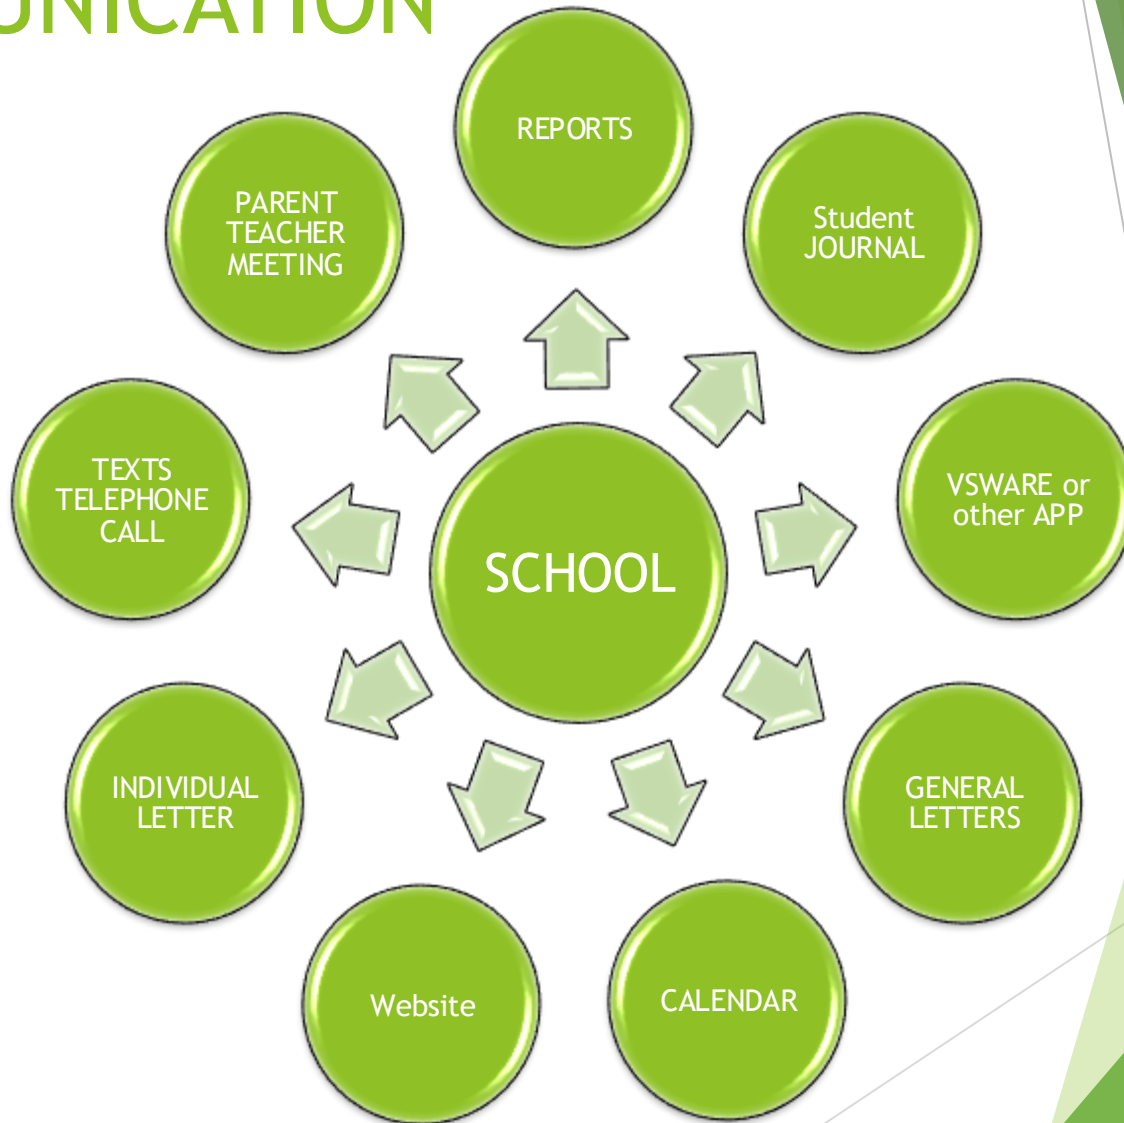 UNICATION
REPORTS
Student
JOURNAL
VSWARE or
other APP
GENERAL
LETTERS
CALENDAR
Website
INDIVIDUAL
LETTER
TEXTS
TELEPHONE
CALL
PARENT
TEACHER
MEETING
SCHOOL